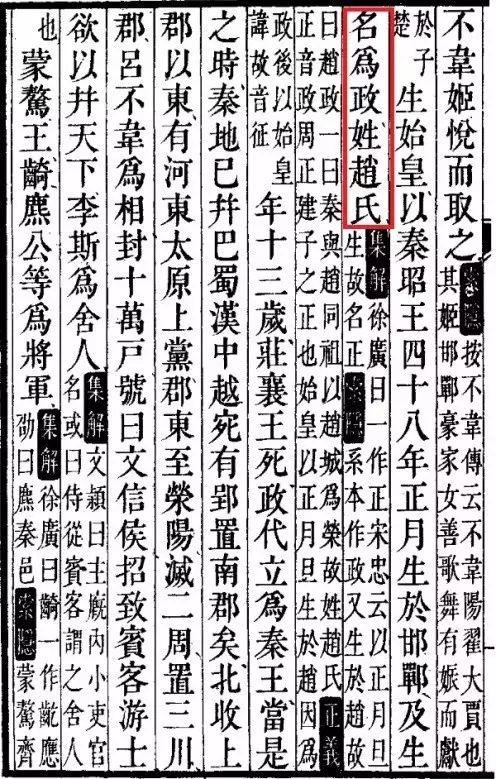 不韋姬悅而取之索隱按不韋傳云不韋陽翟大賈也其姬邯鄲豪家女善歌舞有娠而獻
於子楚生始皇以秦昭王四十八年正月生於邯鄲及生
名爲政姓趙氏集解徐廣曰一作正宋忠云以正月旦生故名正索隱系本作政又生於趙故
曰趙政一曰秦與趙同祖以趙城爲榮故姓趙氏正義正音政周正建子之正也始皇以正月旦生於趙因爲
政後以始皇諱故音征年十三歲莊襄王死政代立爲秦王當是
之時秦地已并巴蜀漢中越宛有郢置南郡矣北收上
郡以東有河東太原上黨郡東至滎陽滅二周置三川
郡呂不韋爲相封十萬戶號曰文信侯招致賓客游士
欲以并天下李斯爲舍人集解文穎曰主廐內小吏官名或曰侍從賓客謂之舍人
也蒙驁王齮麃公等爲將軍集解徐廣曰齮一作齕應劭曰麃秦邑索隱蒙驁齊